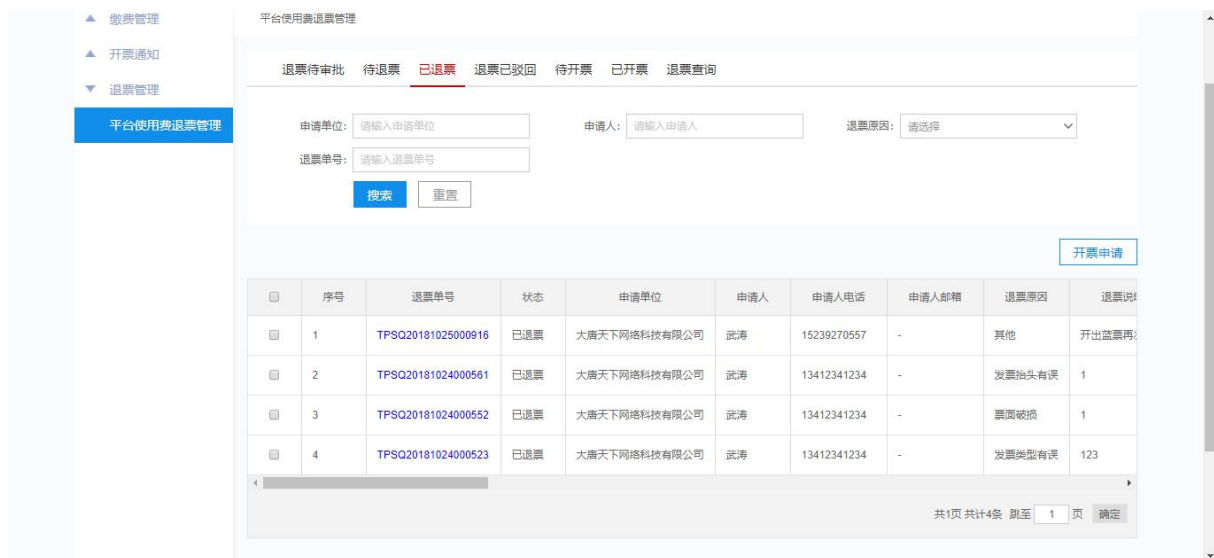 缴费管理
开票通知
退票管理
平台使用费退票管理
平台使用费退票管理
退票待审批 待退票 已退票 退票已驳回 待开票 已开票 退票查询
申请单位: 请输入申请单位 申请人: 请输入申请人 退票原因: 请选择
退票单号: 请输入退票单号
搜索 重置
开票申请
序号 退票单号 状态 申请单位 申请人 申请人电话 申请人邮箱 退票原因 退票说
1 TPSQ20181025000916 已退票 大唐天下网络科技有限公司 武涛 15239270557 - 其他 开出蓝票再
2 TPSQ20181024000561 已退票 大唐天下网络科技有限公司 武涛 13412341234 - 发票抬头有误 1
3 TPSQ20181024000552 已退票 大唐天下网络科技有限公司 武涛 13412341234 - 票面破损 1
4 TPSQ20181024000523 已退票 大唐天下网络科技有限公司 武涛 13412341234 - 发票类型有误 123
共1页 共计4条 跳至 1 页 确定